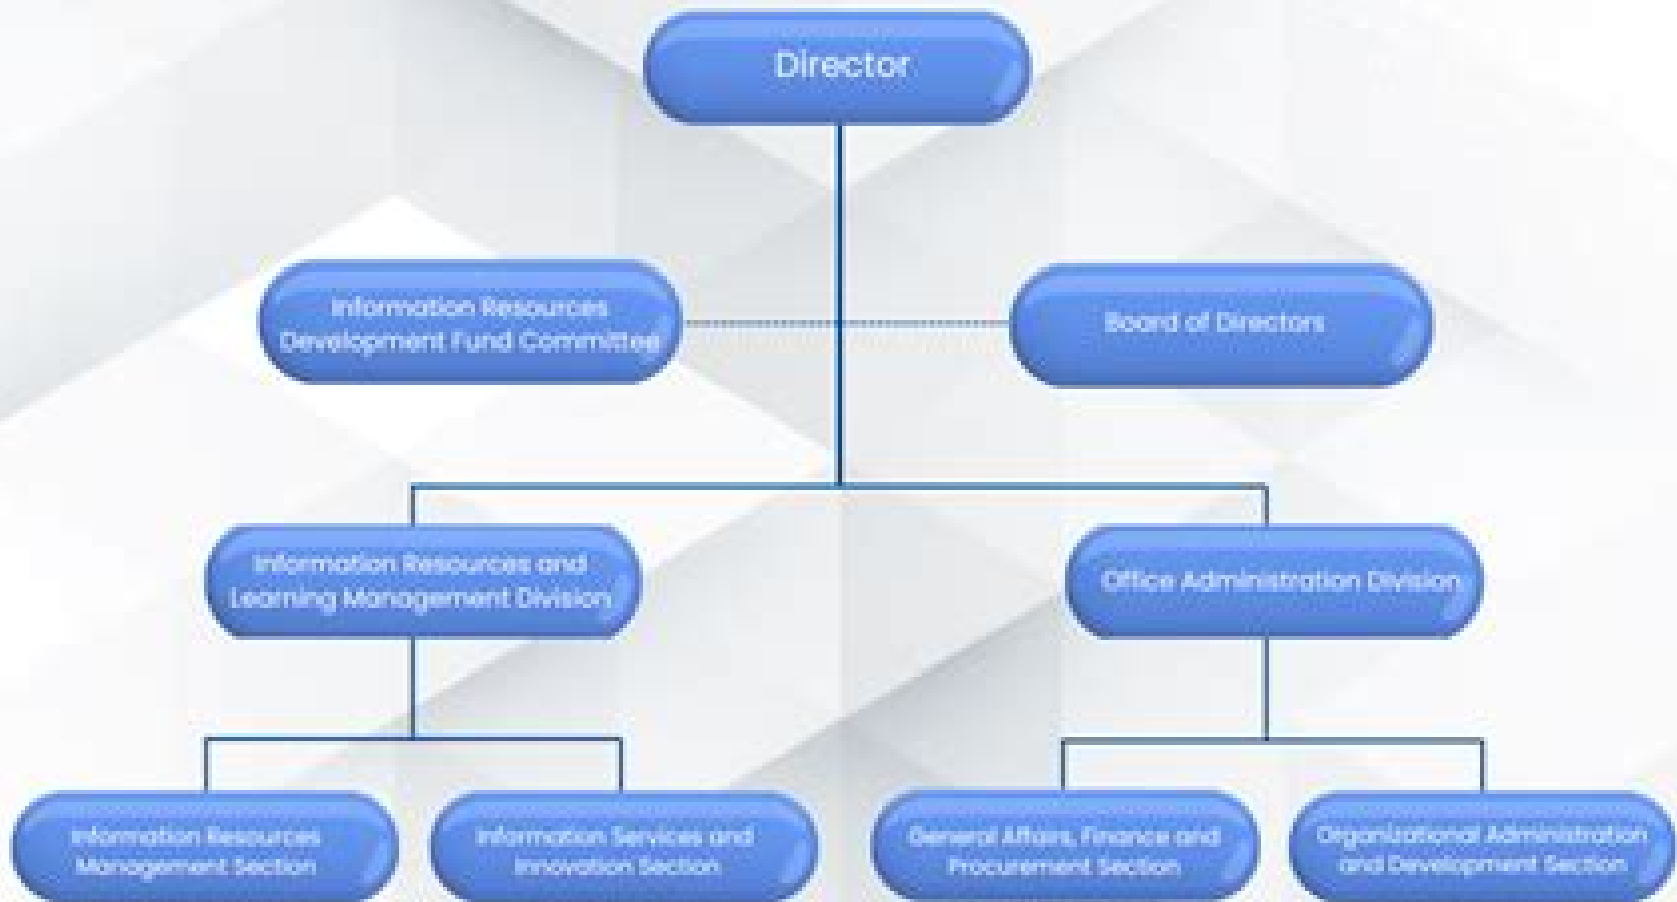 Director
Information Resources
Development Fund Committee
Board of Directors
Information Resources and
Learning Management Division
Office Administration Division
Information Resources
Management Section
Information Services and
Innovation Section
General Affairs, Finance and
Procurement Section
Organizational Administration
and Development Section